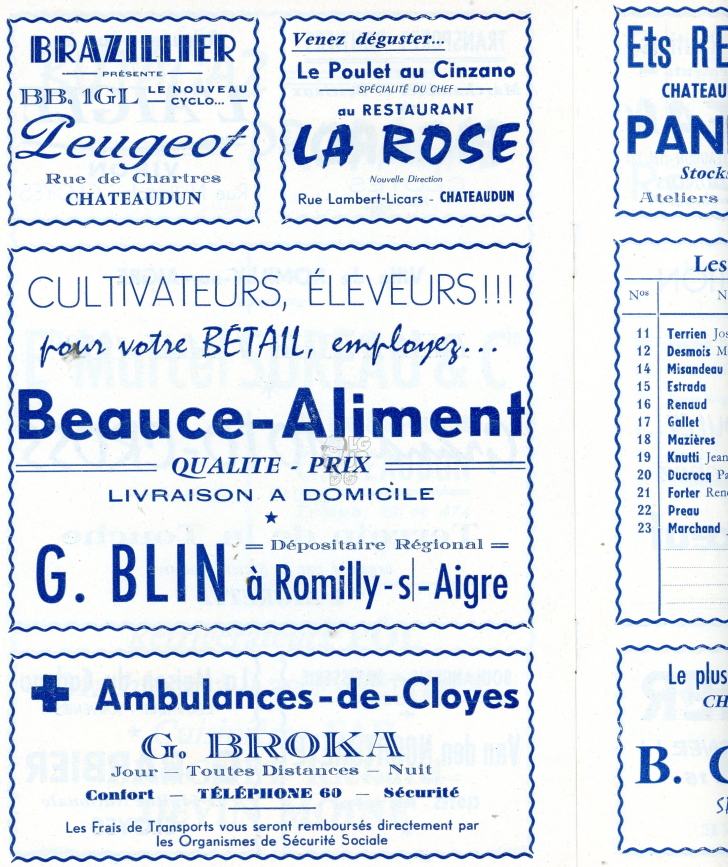 BRAZILLIER
PRÉSENTE
BB. 1GL LE NOUVEAU CYCLO...
Peugeot
Rue de Chartres
CHATEAUDUN
Venez déguster...
Le Poulet au Cinzano
SPÉCIALITÉ DU CHEF
au RESTAURANT
LA ROSE
Nouvelle Direction
Rue Lambert-Licors - CHATEAUDUN
CULTIVATEURS, ÉLEVEURS!!!
pour votre BÉTAIL, employez...
Beauce-Aliment
QUALITE - PRIX
LIVRAISON A DOMICILE
Dépositaire Régional
G. BLIN à Romilly-s/-Aigre
Ambulances-de-Cloyes
G. BROKA
Jour — Toutes Distances — Nuit
Confort — TÉLÉPHONE 60 — Sécurité
Les Frais de Transports vous seront remboursés directement par
les Organismes de Sécurité Sociale
Ets RE
CHATEAU
PAN
Stock
Ateliers
Les
Nos N
11 Terrien Jos
12 Desmois M
14 Misandeau
15 Estrada
16 Renaud
17 Gallet
18 Mazières
19 Knutti Jean
20 Ducrocq Pa
21 Forter René
22 Preau
23 Marchand
Le plus
CH
B.